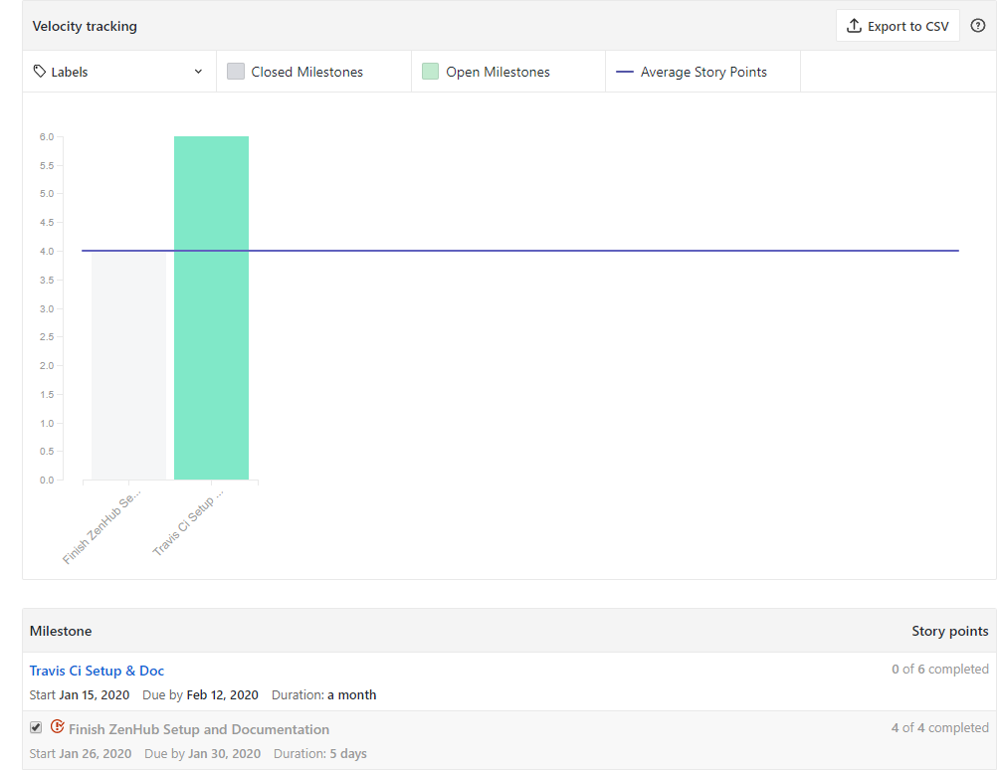 Velocity tracking
Export to CSV
Labels
Closed Milestones
Open Milestones
Average Story Points
6.0
5.5
5.0
4.5
4.0
3.5
3.0
2.5
2.0
1.5
1.0
0.5
0.0
Finish ZenHub Se...
Travis Ci Setup ...
Milestone Story points
Travis Ci Setup & Doc 0 of 6 completed
Start Jan 15, 2020 Due by Feb 12, 2020 Duration: a month
Finish ZenHub Setup and Documentation 4 of 4 completed
Start Jan 26, 2020 Due by Jan 30, 2020 Duration: 5 days